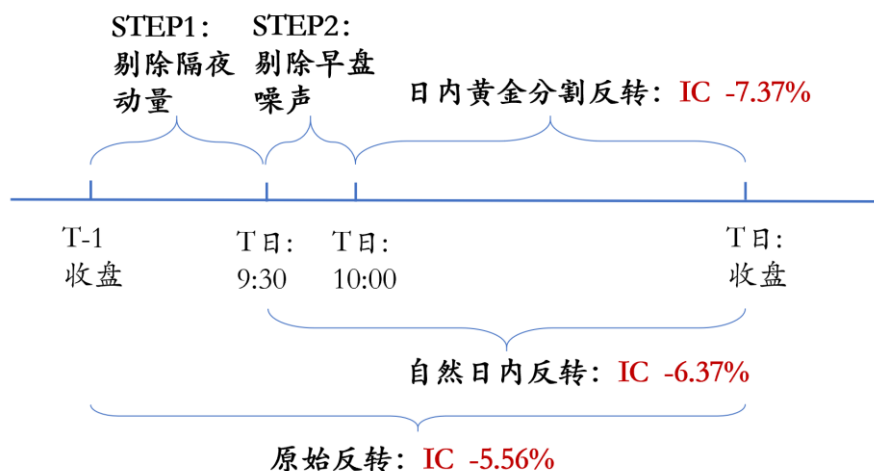 STEP1:
剔除隔夜
动量
STEP2:
剔除早盘
噪声
日内黄金分割反转: IC -7.37%
T-1
收盘
T日:
9:30
T日:
10:00
T日:
收盘
自然日内反转: IC -6.37%
原始反转: IC -5.56%